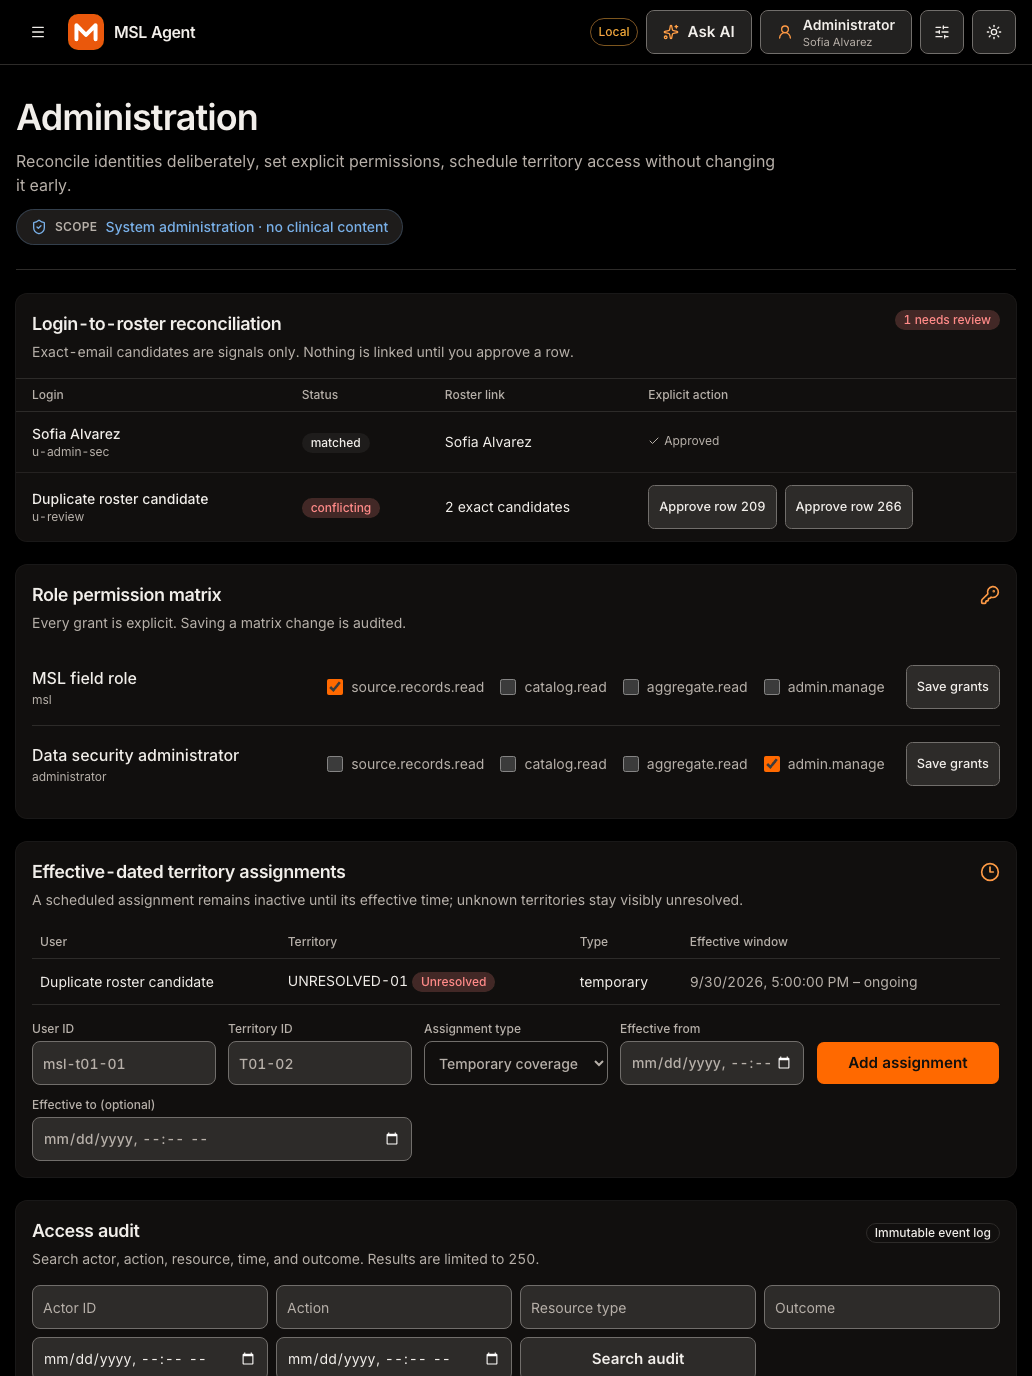 MSL Agent
Local
Ask AI
Administrator
Sofia Alvarez
Administration
Reconcile identities deliberately, set explicit permissions, schedule territory access without changing
it early.
SCOPE System administration · no clinical content
Login-to-roster reconciliation
1 needs review
Exact-email candidates are signals only. Nothing is linked until you approve a row.
Login Status Roster link Explicit action
Sofia Alvarez
u-admin-sec
matched
Sofia Alvarez
Approved
Duplicate roster candidate
u-review
conflicting
2 exact candidates
Approve row 209
Approve row 266
Role permission matrix
Every grant is explicit. Saving a matrix change is audited.
MSL field role
msl
source.records.read catalog.read aggregate.read admin.manage
Save grants
Data security administrator
administrator
source.records.read catalog.read aggregate.read admin.manage
Save grants
Effective-dated territory assignments
A scheduled assignment remains inactive until its effective time; unknown territories stay visibly unresolved.
User Territory Type Effective window
Duplicate roster candidate UNRESOLVED-01 Unresolved temporary 9/30/2026, 5:00:00 PM – ongoing
User ID Territory ID Assignment type Effective from
msl-t01-01 T01-02 Temporary coverage mm/dd/yyyy, --:-- Add assignment
Effective to (optional)
mm/dd/yyyy, --:-- --
Access audit
Immutable event log
Search actor, action, resource, time, and outcome. Results are limited to 250.
Actor ID Action Resource type Outcome
mm/dd/yyyy, --:-- -- mm/dd/yyyy, --:-- -- Search audit